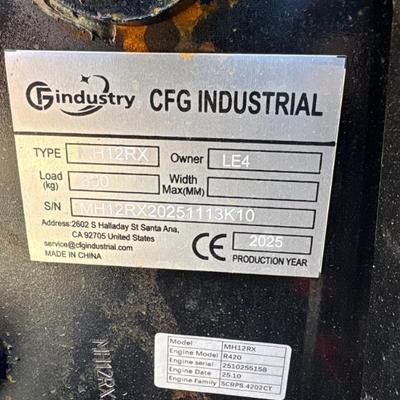 CFG industry CFG INDUSTRIAL
TYPE MH12RX Owner LE4
Load (kg) Width Max(MM)
S/N MH12RX20251113K10
Address:2602 S Halladay St Santa Ana,
CA 92705 United States
service@cfgindustrial.com
MADE IN CHINA
CE 2025
PRODUCTION YEAR
MH12RX
Model MH12RX
Engine Model R420
Engine serial 2510255158
Engine Date 25.10
Engine Family SCRPS.4202CT